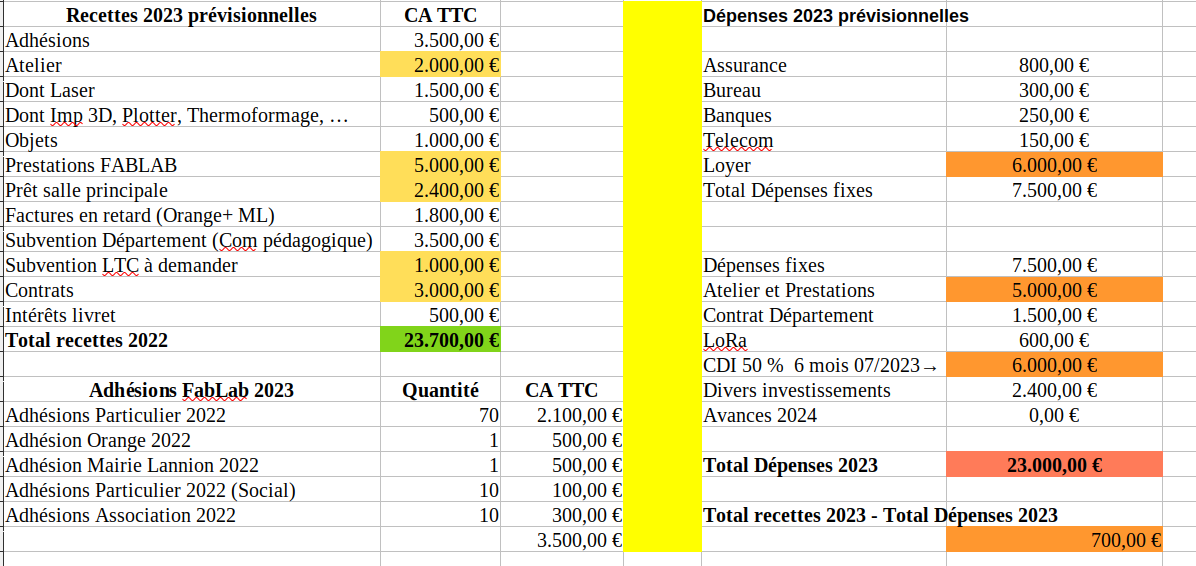 Recettes 2023 prévisionnelles CA TTC
Adhésions 3.500,00 €
Atelier 2.000,00 €
Dont Laser 1.500,00 €
Dont Imp 3D, Plotter, Thermoformage, … 500,00 €
Objets 1.000,00 €
Prestations FABLAB 5.000,00 €
Prêt salle principale 2.400,00 €
Factures en retard (Orange+ ML) 1.800,00 €
Subvention Département (Com pédagogique) 3.500,00 €
Subvention LTC à demander 1.000,00 €
Contrats 3.000,00 €
Intérêts livret 500,00 €
Total recettes 2022 23.700,00 €
Adhésions FabLab 2023 Quantité CA TTC
Adhésions Particulier 2022 70 2.100,00 €
Adhésion Orange 2022 1 500,00 €
Adhésion Mairie Lannion 2022 1 500,00 €
Adhésions Particulier 2022 (Social) 10 100,00 €
Adhésions Association 2022 10 300,00 €
3.500,00 €
Dépenses 2023 prévisionnelles
Assurance 800,00 €
Bureau 300,00 €
Banques 250,00 €
Telecom 150,00 €
Loyer 6.000,00 €
Total Dépenses fixes 7.500,00 €
Dépenses fixes 7.500,00 €
Atelier et Prestations 5.000,00 €
Contrat Département 1.500,00 €
LoRa 600,00 €
CDI 50 % 6 mois 07/2023→ 6.000,00 €
Divers investissements 2.400,00 €
Avances 2024 0,00 €
Total Dépenses 2023 23.000,00 €
Total recettes 2023 - Total Dépenses 2023
700,00 €